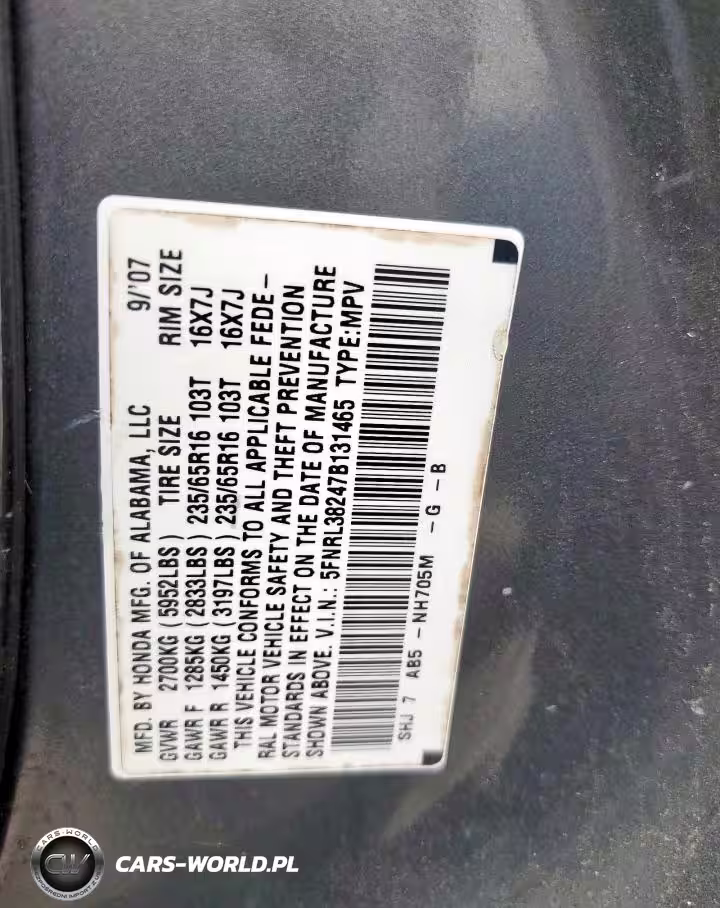 MFD. BY HONDA MFG. OF ALABAMA, LLC 9/'07
GVWR 2700KG (5952LBS) TIRE SIZE RIM SIZE
GAWR F 1285KG (2833LBS) 235/65R16 103T 16X7J
GAWR R 1450KG (3197LBS) 235/65R16 103T 16X7J
THIS VEHICLE CONFORMS TO ALL APPLICABLE FEDE-
RAL MOTOR VEHICLE SAFETY AND THEFT PREVENTION
STANDARDS IN EFFECT ON THE DATE OF MANUFACTURE
SHOWN ABOVE. V.I.N.: 5FNRL38247B131465 TYPE:MPV
SHJ 7 AB5 -NH705M -G -B
CARS-WORLD
CW
CARS-WORLD.PL